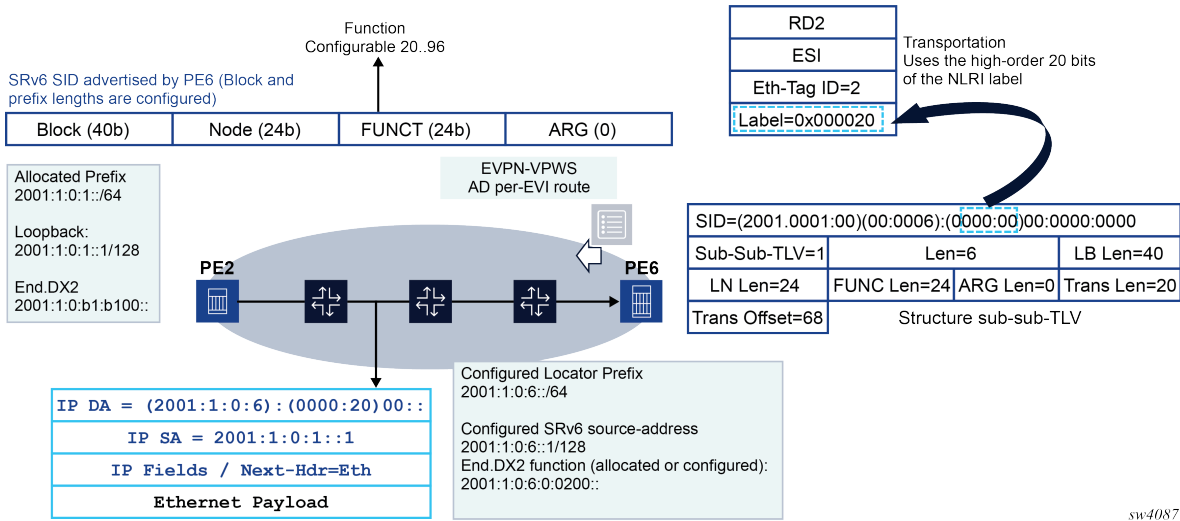 Function
Configurable 20..96
SRv6 SID advertised by PE6 (Block and
prefix lengths are configured)
Block (40b)
Node (24b)
FUNCT (24b)
ARG (0)
RD2
ESI
Eth-Tag ID=2
Label=0x000020
Transportation
Uses the high-order 20 bits
of the NLRI label
Allocated Prefix
2001:1:0:1::/64
Loopback:
2001:1:0:1::1/128
End.DX2
2001:1:0:b1:b100::
EVPN-VPWS
AD per-EVI route
PE2
PE6
SID=(2001.0001:00)(00:0006):(0000:00)00:0000:0000
Sub-Sub-TLV=1
Len=6
LB Len=40
LN Len=24
FUNC Len=24
ARG Len=0
Trans Len=20
Trans Offset=68
Structure sub-sub-TLV
IP DA = (2001:1:0:6):(0000:20)00::
IP SA = 2001:1:0:1::1
IP Fields / Next-Hdr=Eth
Ethernet Payload
Configured Locator Prefix
2001:1:0:6::/64
Configured SRv6 source-address
2001:1:0:6::1/128
End.DX2 function (allocated or configured):
2001:1:0:6:0:0200::
sw4087